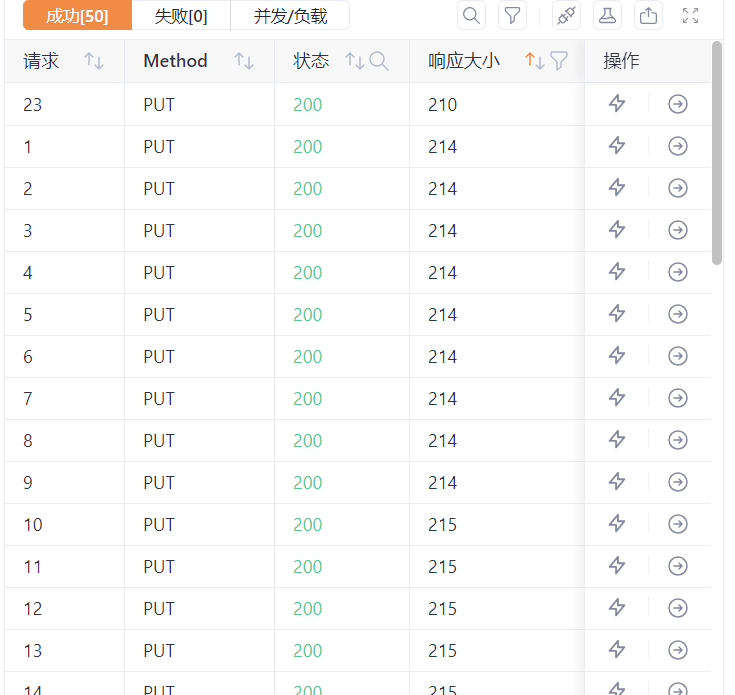 成功[50] 失败[0] 并发/负载
请求 Method 状态 响应大小 操作
23 PUT 200 210
1 PUT 200 214
2 PUT 200 214
3 PUT 200 214
4 PUT 200 214
5 PUT 200 214
6 PUT 200 214
7 PUT 200 214
8 PUT 200 214
9 PUT 200 214
10 PUT 200 215
11 PUT 200 215
12 PUT 200 215
13 PUT 200 215
14 PUT 200 215